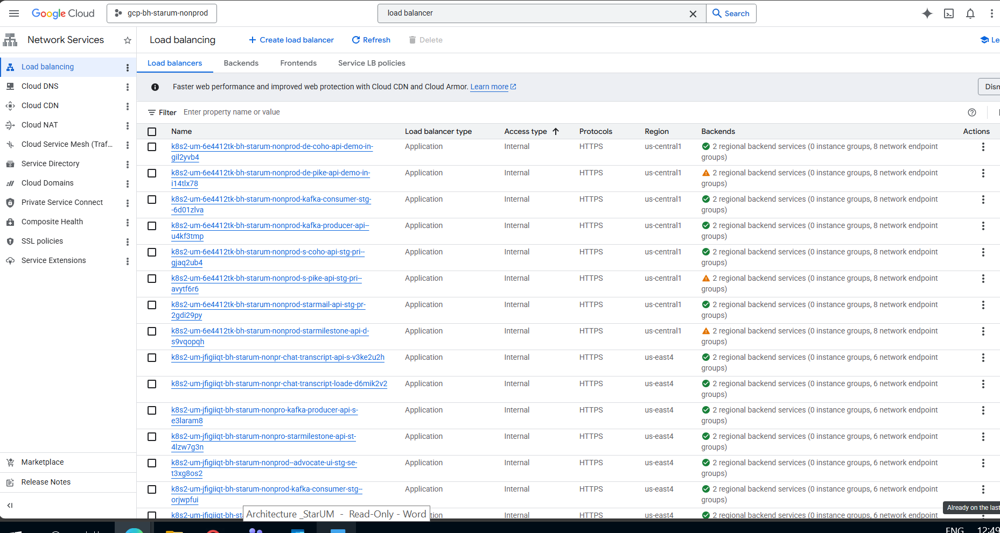 Google Cloud
gcp-bh-starum-nonprod
load balancer
Search
Network Services
Load balancing
Create load balancer
Refresh
Delete
Le
Load balancing
Cloud DNS
Cloud CDN
Cloud NAT
Cloud Service Mesh (Traf...
Service Directory
Cloud Domains
Private Service Connect
Composite Health
SSL policies
Service Extensions
Marketplace
Release Notes
Load balancers Backends Frontends Service LB policies
Faster web performance and improved web protection with Cloud CDN and Cloud Armor. Learn more
Dism
Filter Enter property name or value
Name Load balancer type Access type Protocols Region Backends Actions
k8s2-um-6e4412tk-bh-starum-nonprod-de-coho-api-demo-in- Application Internal HTTPS us-central1 2 regional backend services (0 instance groups, 8 network endpoint
gil2yvb4 groups)
k8s2-um-6e4412tk-bh-starum-nonprod-de-pike-api-demo-in- Application Internal HTTPS us-central1 2 regional backend services (0 instance groups, 8 network endpoint
i14tlx78 groups)
k8s2-um-6e4412tk-bh-starum-nonprod-kafka-consumer-stg- Application Internal HTTPS us-central1 2 regional backend services (0 instance groups, 8 network endpoint
-6d01zlva groups)
k8s2-um-6e4412tk-bh-starum-nonprod-kafka-producer-api-- Application Internal HTTPS us-central1 2 regional backend services (0 instance groups, 8 network endpoint
u4kf3tmp groups)
k8s2-um-6e4412tk-bh-starum-nonprod-s-coho-api-stg-pri-- Application Internal HTTPS us-central1 2 regional backend services (0 instance groups, 8 network endpoint
gjaq2ub4 groups)
k8s2-um-6e4412tk-bh-starum-nonprod-s-pike-api-stg-pri-- Application Internal HTTPS us-central1 2 regional backend services (0 instance groups, 8 network endpoint
avytf6r6 groups)
k8s2-um-6e4412tk-bh-starum-nonprod-starmail-api-stg-pr- Application Internal HTTPS us-central1 2 regional backend services (0 instance groups, 8 network endpoint
2gdi29py groups)
k8s2-um-6e4412tk-bh-starum-nonprod-starmilestone-api-d- Application Internal HTTPS us-central1 2 regional backend services (0 instance groups, 8 network endpoint
s9vqopqh groups)
k8s2-um-jfigiiqt-bh-starum-nonpr-chat-transcript-api-s-v3ke2u2h Application Internal HTTPS us-east4 2 regional backend services (0 instance groups, 6 network endpoint
groups)
k8s2-um-jfigiiqt-bh-starum-nonpr-chat-transcript-loade-d6mik2v2 Application Internal HTTPS us-east4 2 regional backend services (0 instance groups, 6 network endpoint
groups)
k8s2-um-jfigiiqt-bh-starum-nonpro-kafka-producer-api-s- Application Internal HTTPS us-east4 2 regional backend services (0 instance groups, 6 network endpoint
e3laram8 groups)
k8s2-um-jfigiiqt-bh-starum-nonpro-starmilestone-api-st- Application Internal HTTPS us-east4 2 regional backend services (0 instance groups, 6 network endpoint
4lzw7g3n groups)
k8s2-um-jfigiiqt-bh-starum-nonprod--advocate-ui-stg-se- Application Internal HTTPS us-east4 2 regional backend services (0 instance groups, 6 network endpoint
t3xg8os2 groups)
k8s2-um-jfigiiqt-bh-starum-nonprod-kafka-consumer-stg-- Application Internal HTTPS us-east4 2 regional backend services (0 instance groups, 6 network endpoint
orjwpfui groups)
k8s2-um-jfigiiqt-bh-st Internal HTTPS us-east4 2 regional backend services (0 instance groups, 6 network endpoint
Architecture _StarUM - Read-Only - Word
Already on the last
ENG 12:49